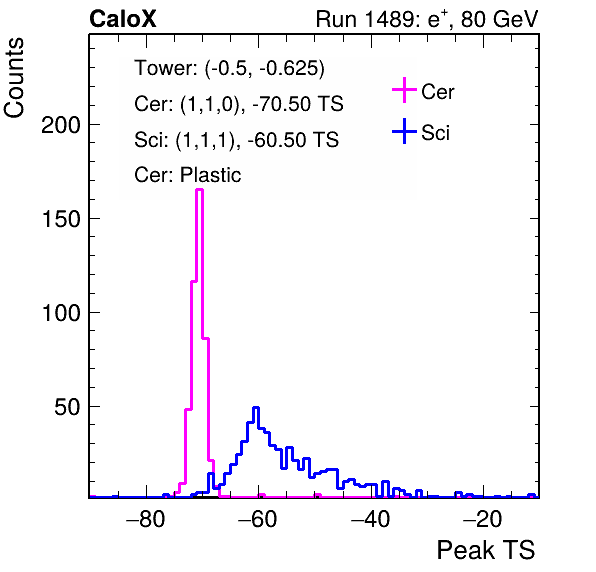 CaloX Run 1489: e⁺, 80 GeV
Counts
Tower: (-0.5, -0.625)
Cer: (1,1,0), -70.50 TS
Sci: (1,1,1), -60.50 TS
Cer: Plastic
Cer
Sci
200
150
100
50
−80 −60 −40 −20
Peak TS